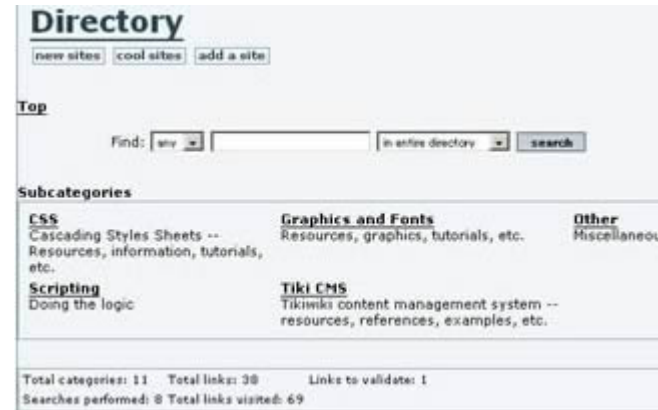 Directory
new sites cool sites add a site
Top
Find: any in entire directory search
Subcategories
CSS Graphics and Fonts Other
Cascading Styles Sheets -- Resources, graphics, tutorials, etc. Miscellaneou
Resources, information, tutorials,
etc.
Scripting Tiki CMS
Doing the logic Tikiwiki content management system --
resources, references, examples, etc.
Total categories: 11 Total links: 38 Links to validate: 1
Searches performed: 8 Total links visited: 69